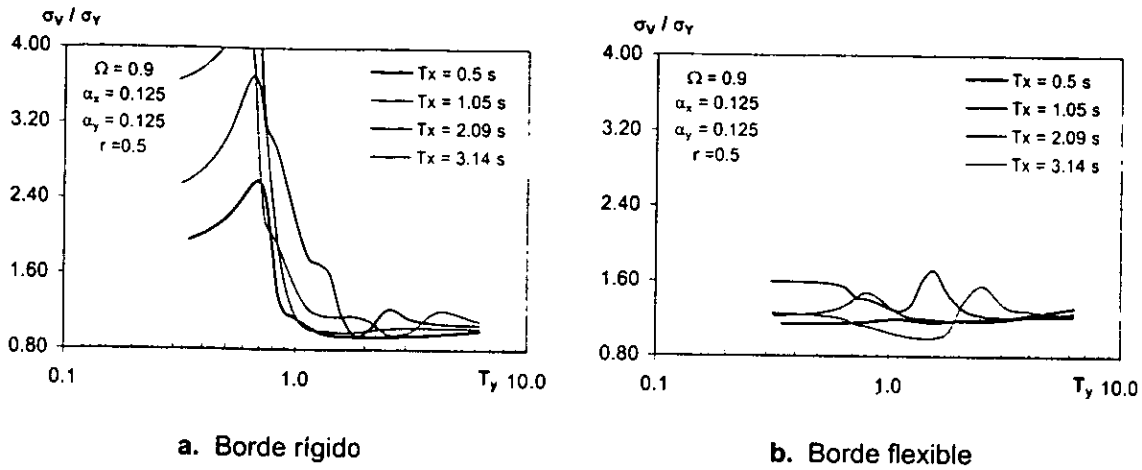 σV / σY
4.00
3.20
2.40
1.60
0.80
0.1
1.0
Ty 10.0
Ω = 0.9
αx = 0.125
αy = 0.125
r =0.5
Tx = 0.5 s
Tx = 1.05 s
Tx = 2.09 s
Tx = 3.14 s
a. Borde rígido
σV / σY
4.00
3.20
2.40
1.60
0.80
0.1
1.0
Ty 10.0
Ω = 0.9
αx = 0.125
αy = 0.125
r =0.5
Tx = 0.5 s
Tx = 1.05 s
Tx = 2.09 s
Tx = 3.14 s
b. Borde flexible